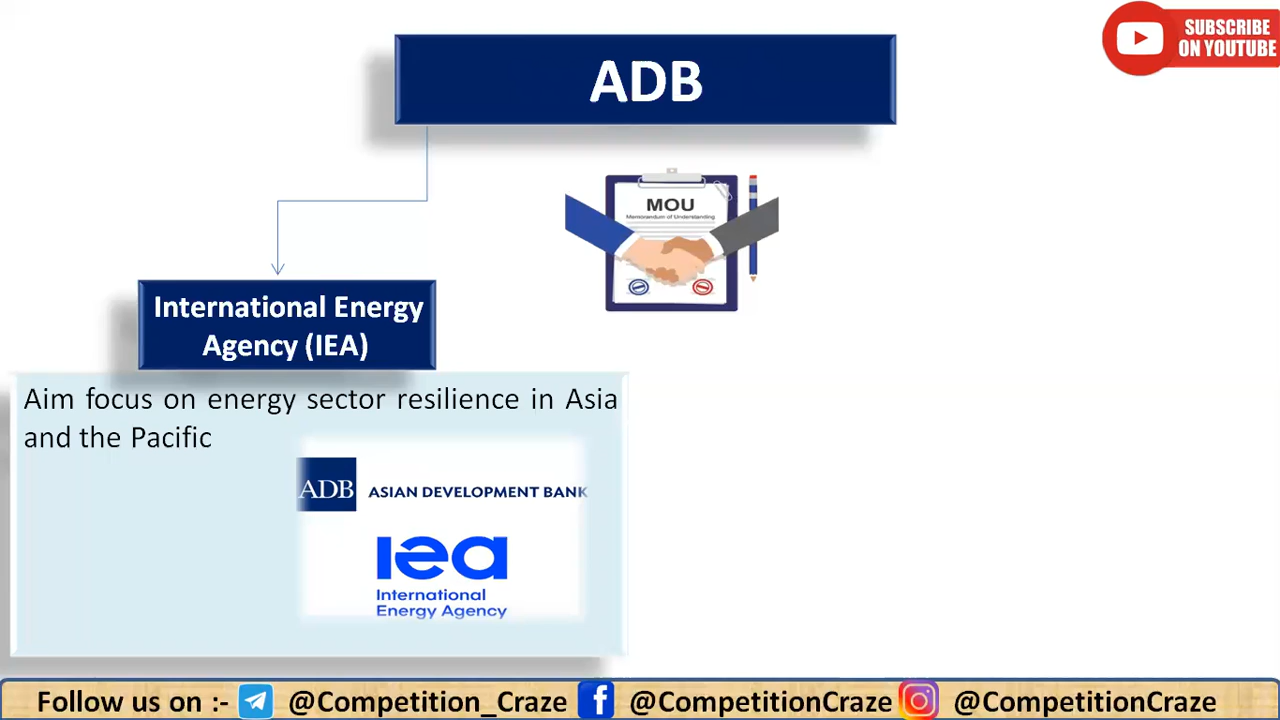 SUBSCRIBE
ON YOUTUBE
ADB
MOU
Memorandum of Understanding
International Energy
Agency (IEA)
Aim focus on energy sector resilience in Asia
and the Pacific
ADB ASIAN DEVELOPMENT BANK
iea
International
Energy Agency
Follow us on :- @Competition_Craze @CompetitionCraze @CompetitionCraze